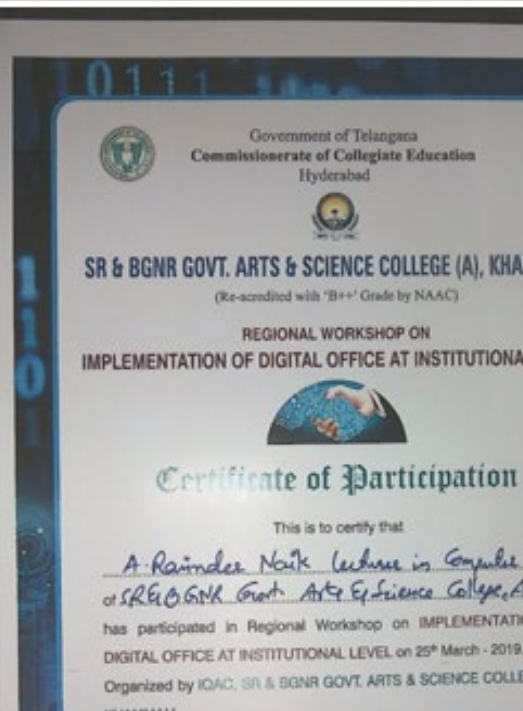 Government of Telangana
Commissionerate of Collegiate Education
Hyderabad
SR & BGNR GOVT. ARTS & SCIENCE COLLEGE (A), KHA
(Re-acredited with 'B++' Grade by NAAC)
REGIONAL WORKSHOP ON
IMPLEMENTATION OF DIGITAL OFFICE AT INSTITUTIONA
Certificate of Participation
This is to certify that
A. Ravinder Naik Lecturer in Computer
of SR & BGNR Govt Arts & Science College, A
has participated in Regional Workshop on IMPLEMENTATI
DIGITAL OFFICE AT INSTITUTIONAL LEVEL on 25th March - 2019.
Organized by IQAC, SR & BGNR GOVT. ARTS & SCIENCE COLLE